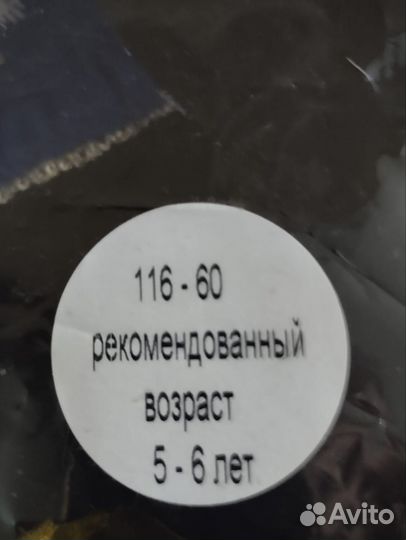 116 - 60
рекомендованный
возраст
5 - 6 лет
Avito